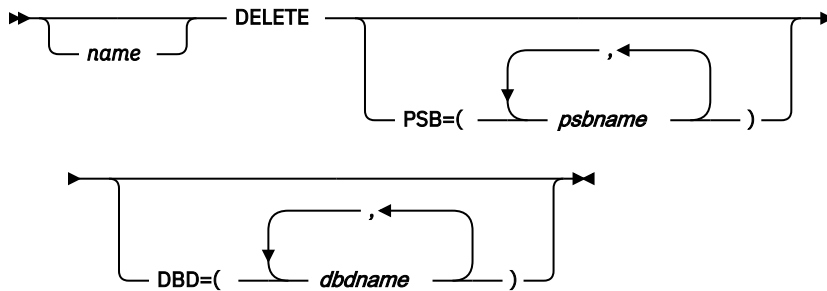 DELETE
name
,
PSB=( psbname )
,
DBD=( dbdname )